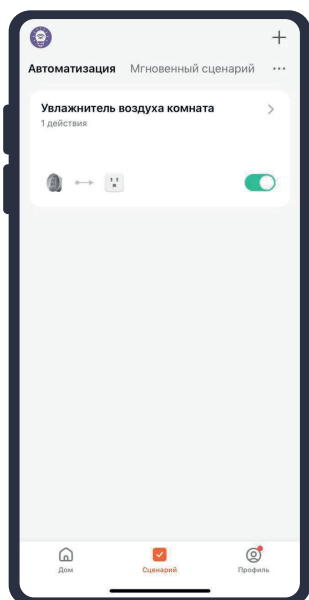 Автоматизация Мгновенный сценарий ...
Увлажнитель воздуха комната
1 действия
Дом Сценарий Профиль